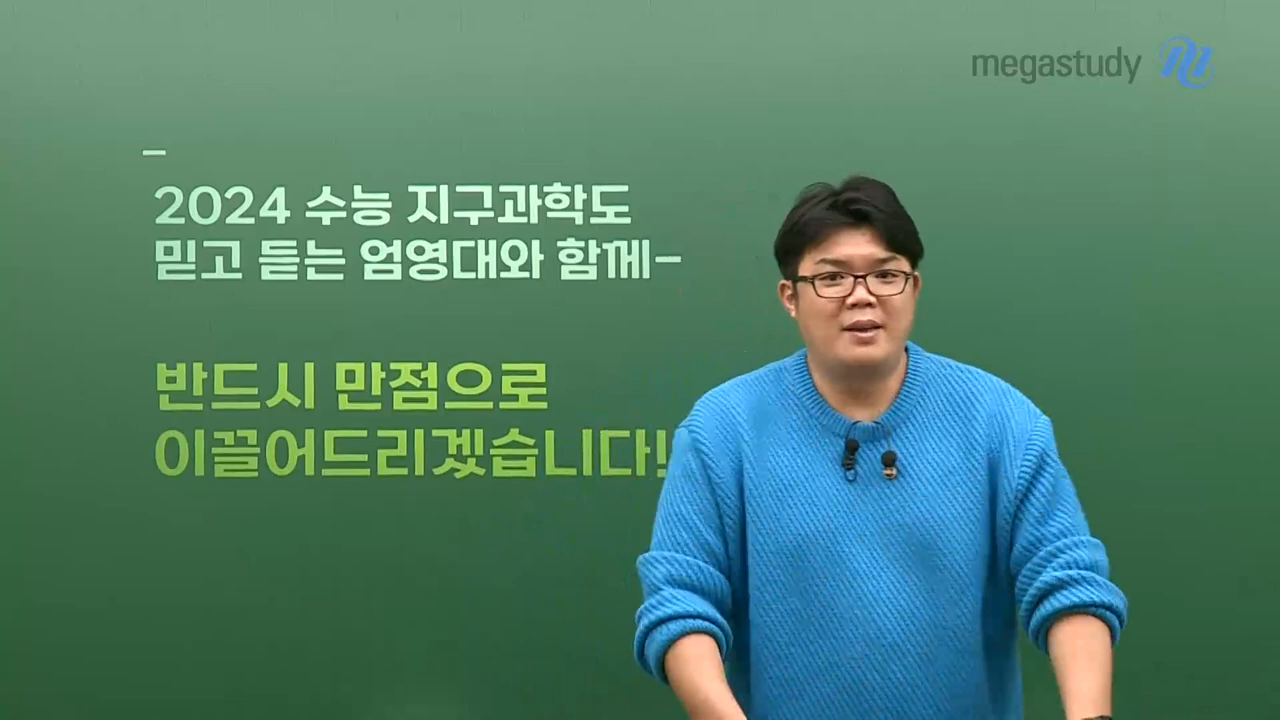 megastudy
2024 수능 지구과학도
믿고 듣는 엄영대와 함께-
반드시 만점으로
이끌어드리겠습니다!